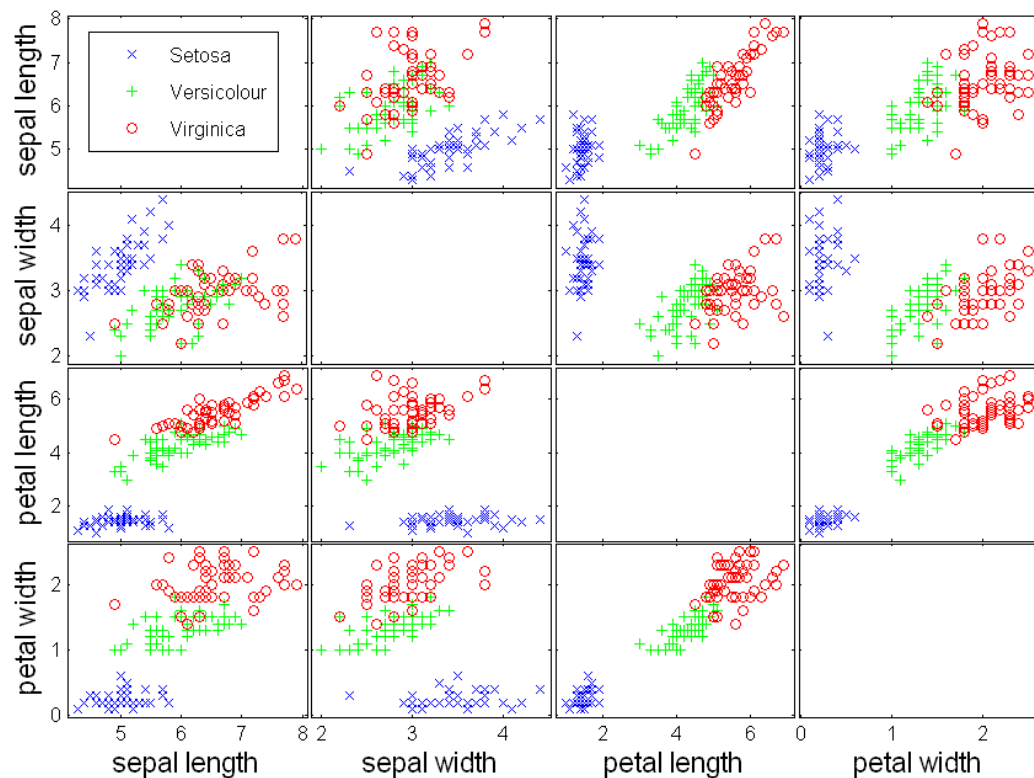 8
7
6
5
sepal length
Setosa
Versicolour
Virginica
4
3
2
sepal width
6
4
2
petal length
2
1
0
petal width
5 6 7 8 2 3 4 2 4 6 0 1 2
sepal length sepal width petal length petal width